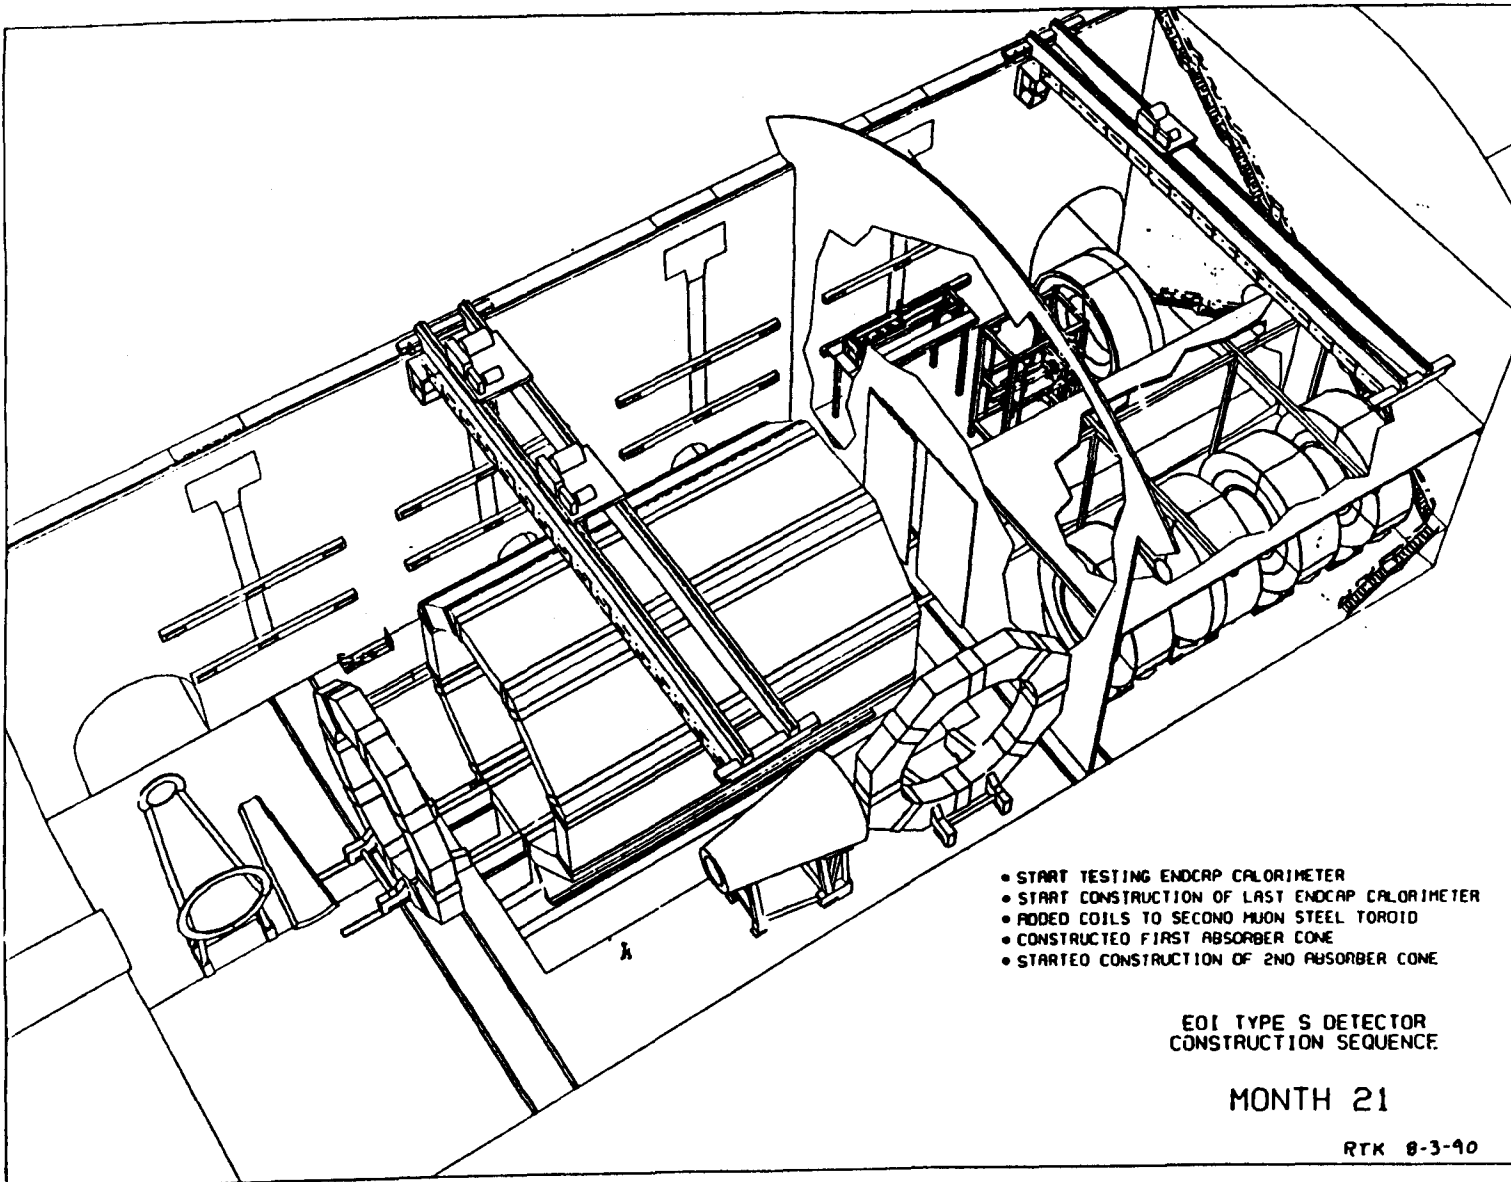 • START TESTING ENDCAP CALORIMETER
• START CONSTRUCTION OF LAST ENDCAP CALORIMETER
• ADDED COILS TO SECOND MUON STEEL TOROID
• CONSTRUCTED FIRST ABSORBER CONE
• STARTED CONSTRUCTION OF 2ND ABSORBER CONE
EOI TYPE S DETECTOR
CONSTRUCTION SEQUENCE
MONTH 21
RTK 8-3-90